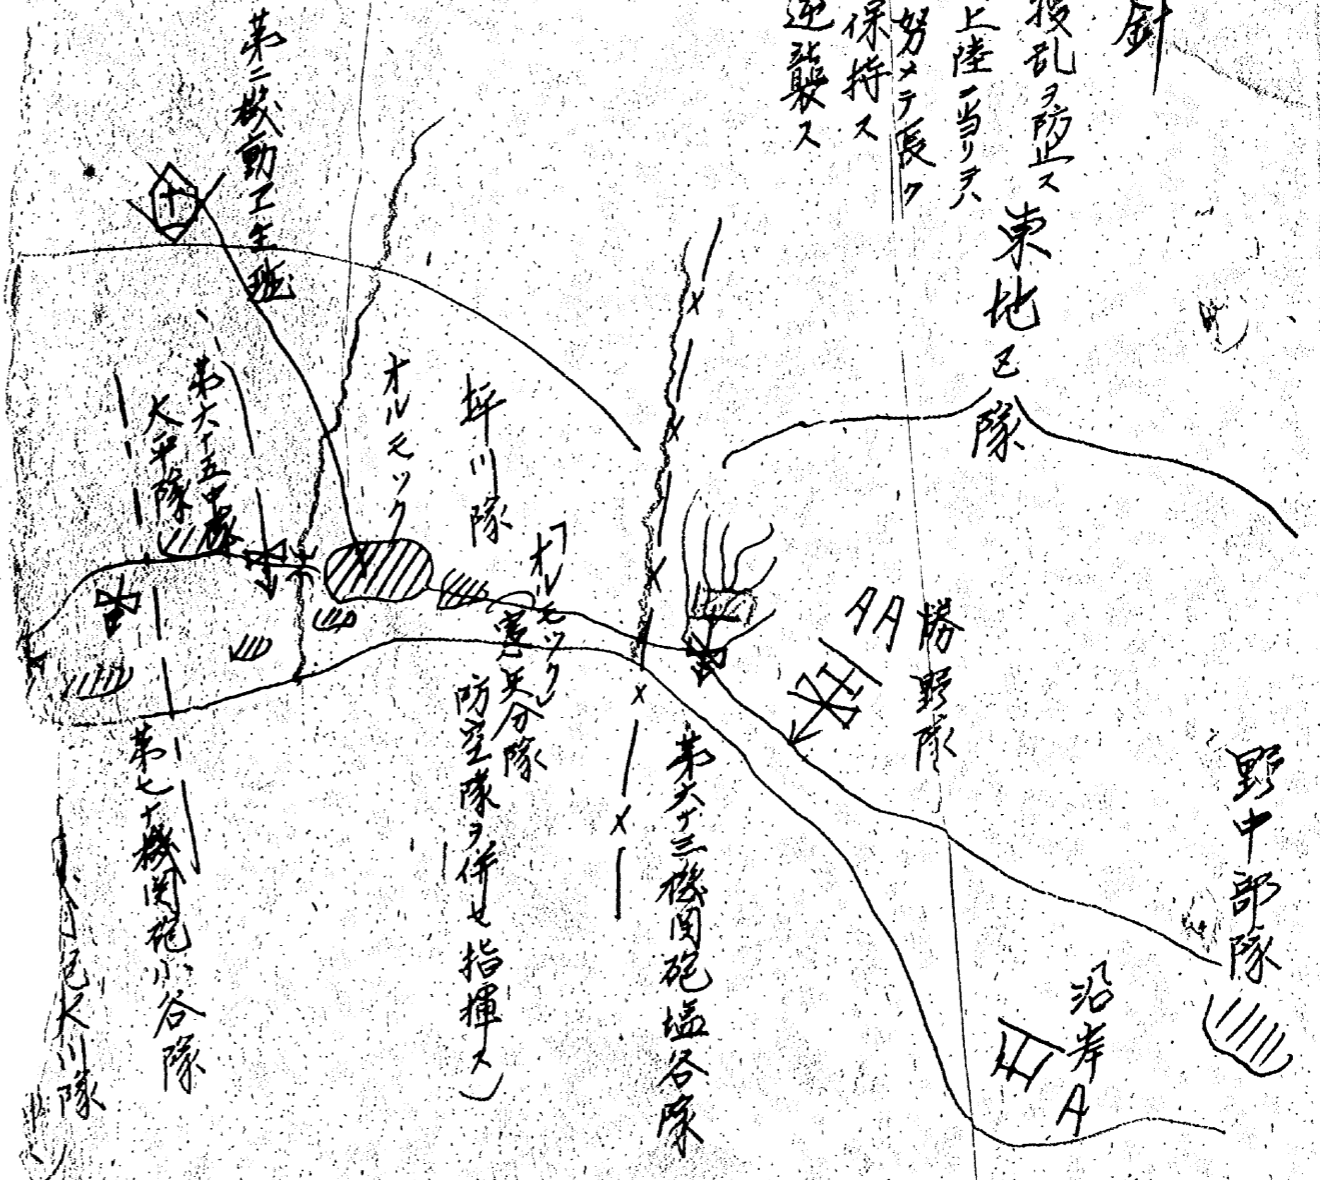 針
擾乱ヲ防止ス
上陸ニ当リテハ
努メテ長ク
保持ス
逆襲ス
東地区隊
野中部隊
沿岸A
勝野隊
AA
第六十三機関砲塩谷隊
坪川隊
「オルモック」
憲兵分隊
防空隊ヲ併セ指揮ス)
オルモック
第二機動卫生班
第六十五中隊
大平隊
第七十機関砲小谷隊
川隊